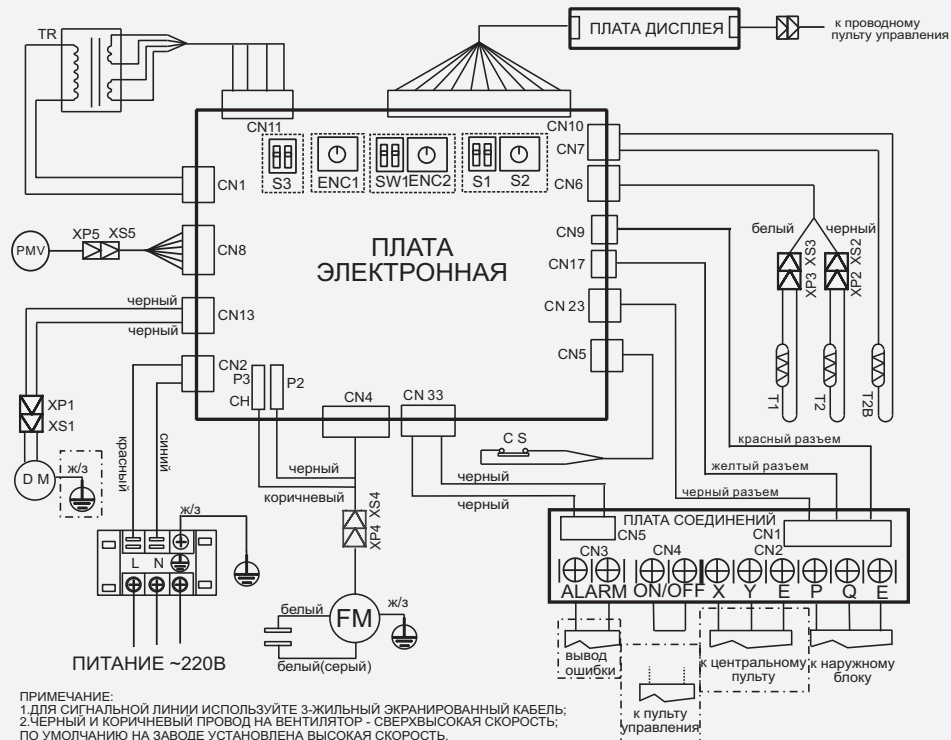 TR
ПЛАТА ДИСПЛЕЯ
к проводному
пульту управления
CN11
CN10
CN7
S3
ENC1
SW1
ENC2
S1
S2
CN1
CN6
XP5
XS5
PMV
CN8
ПЛАТА
ЭЛЕКТРОННАЯ
CN9
белый
черный
XP3
XS3
XP2
XS2
CN17
черный
черный
CN13
CN 23
CN2
CN5
P3
P2
CH
CN4
CN 33
T1
T2
T2B
XP1
XS1
D M
ж/з
красный
синий
C S
красный разъем
желтый разъем
черный разъем
черный
коричневый
черный
черный
ж/з
XP4
XS4
L
N
ПЛАТА СОЕДИНЕНИЙ
CN5
CN1
CN3
CN4
CN2
ALARM
ON/OFF
X
Y
E
P
Q
E
белый
FM
ж/з
белый(серый)
ПИТАНИЕ ~220В
вывод
ошибки
к центральному
пульту
к наружному
блоку
к пульту
управления
ПРИМЕЧАНИЕ:
1.ДЛЯ СИГНАЛЬНОЙ ЛИНИИ ИСПОЛЬЗУЙТЕ 3-ЖИЛЬНЫЙ ЭКРАНИРОВАННЫЙ КАБЕЛЬ;
2.ЧЕРНЫЙ И КОРИЧНЕВЫЙ ПРОВОД НА ВЕНТИЛЯТОР - СВЕРХВЫСОКАЯ СКОРОСТЬ;
ПО УМОЛЧАНИЮ НА ЗАВОДЕ УСТАНОВЛЕНА ВЫСОКАЯ СКОРОСТЬ.